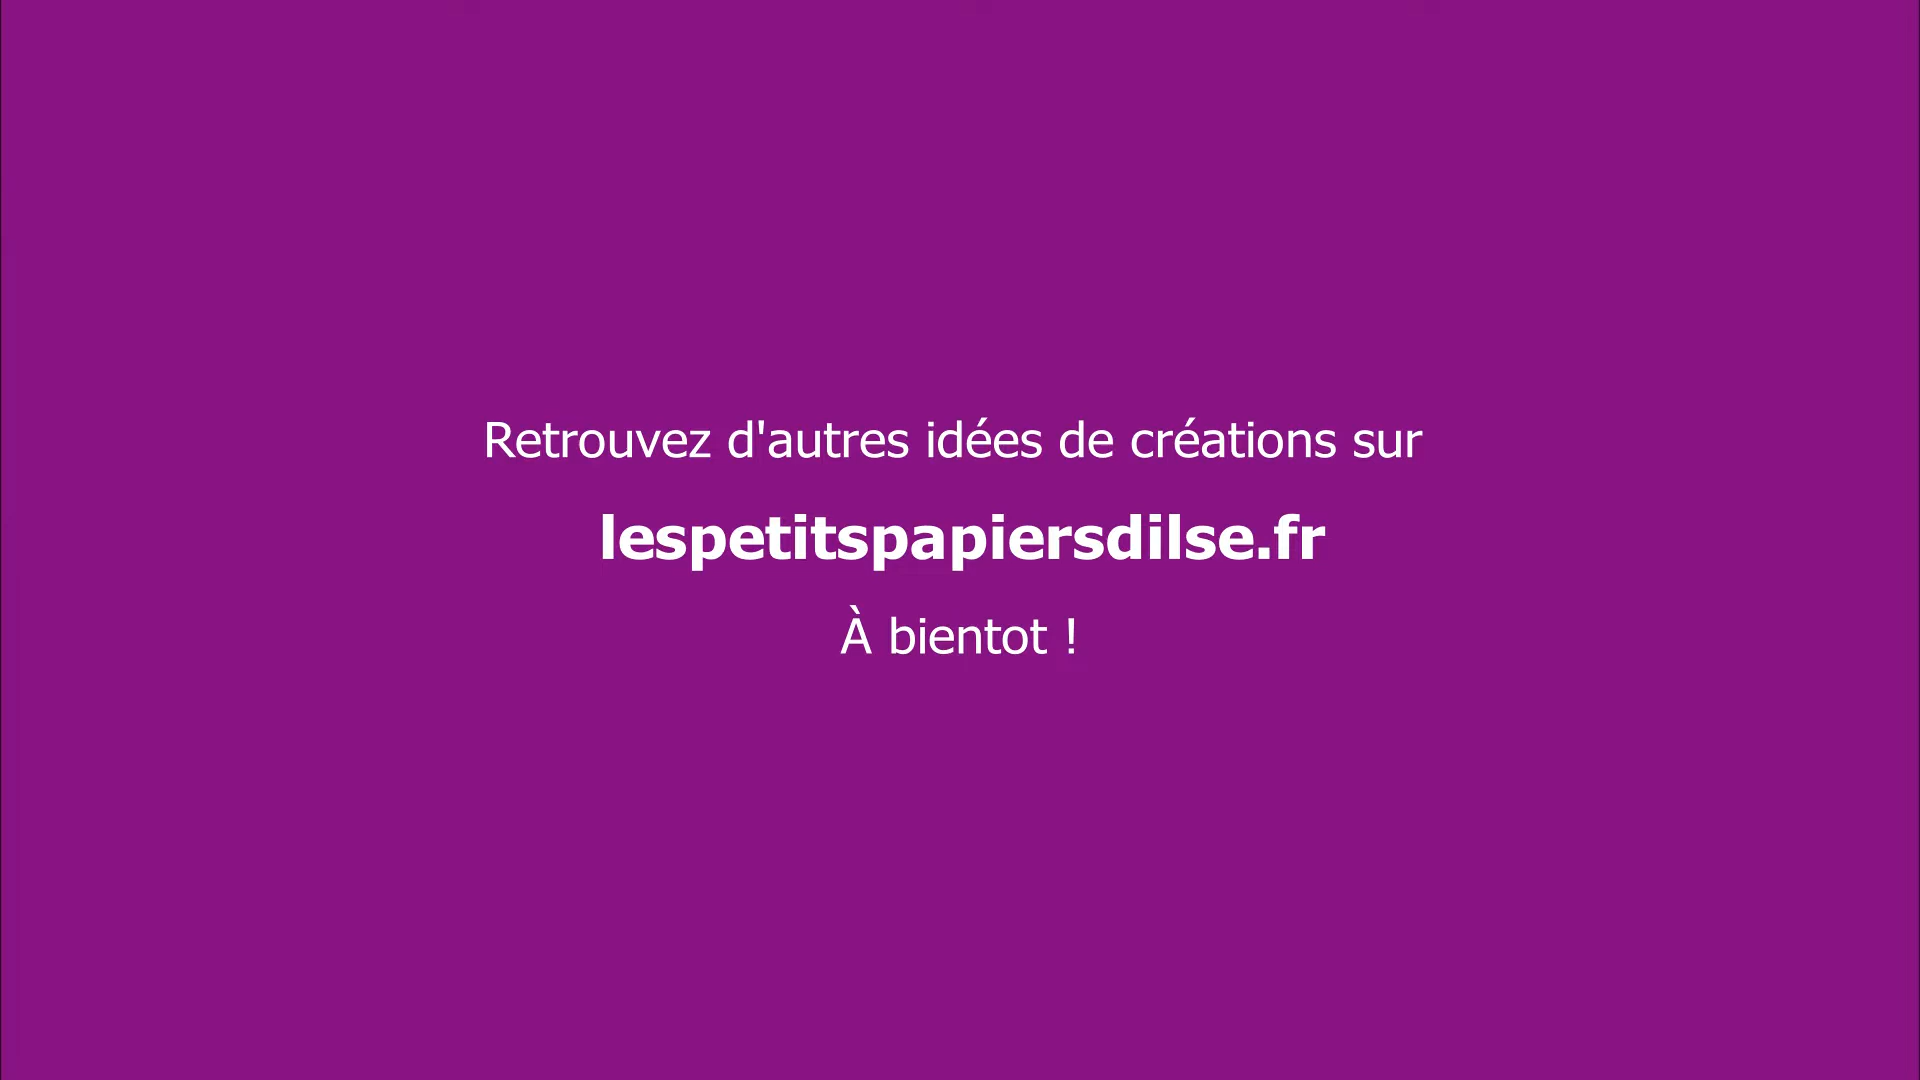 Retrouvez d'autres idées de créations sur
lespetitspapiersdilse.fr
À bientot !